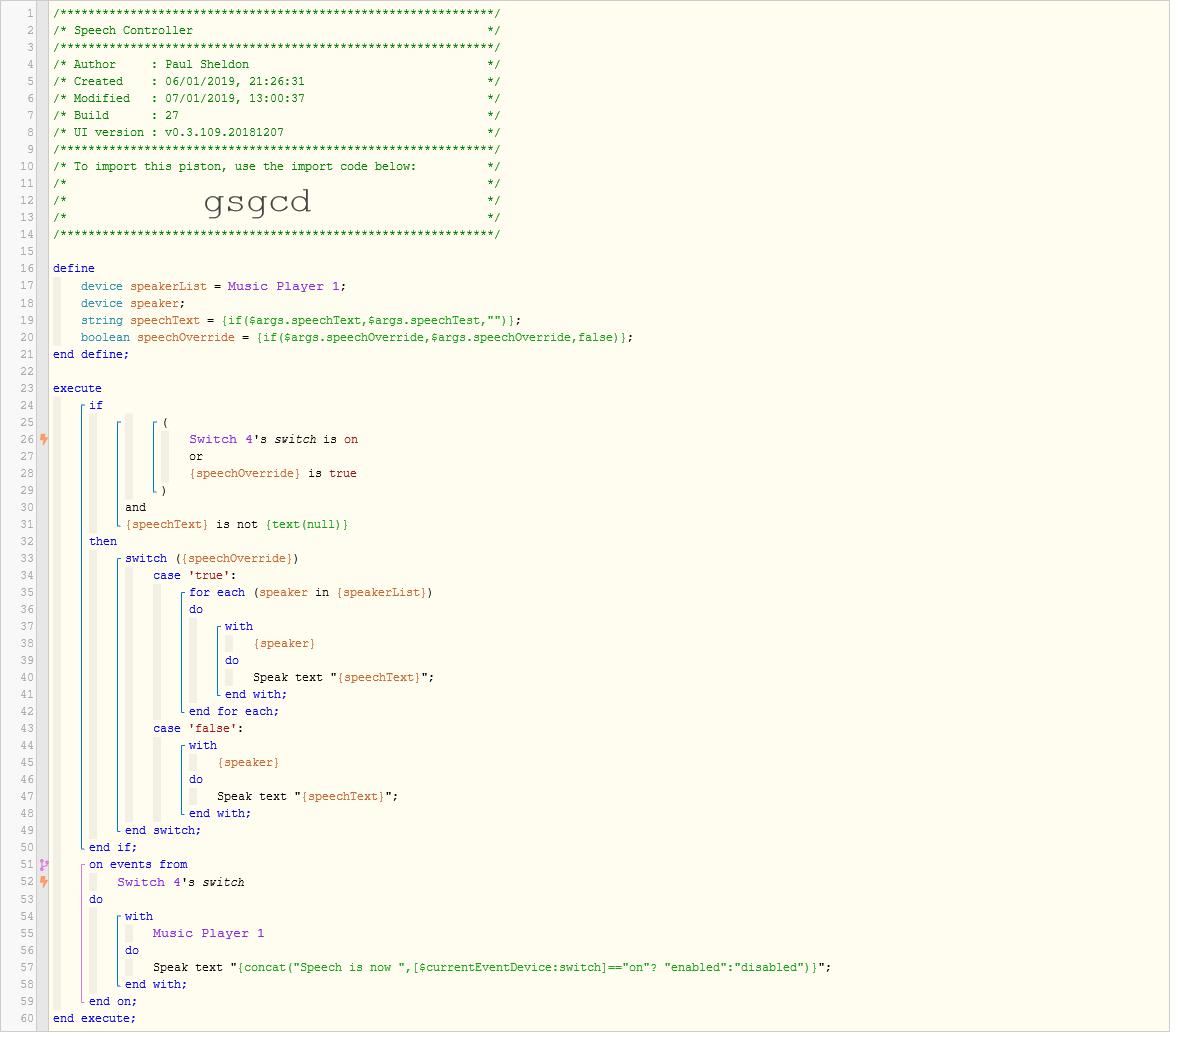 1 /**************************************************************/
2 /* Speech Controller */
3 /**************************************************************/
4 /* Author : Paul Sheldon */
5 /* Created : 06/01/2019, 21:26:31 */
6 /* Modified : 07/01/2019, 13:00:37 */
7 /* Build : 27 */
8 /* UI version : v0.3.109.20181207 */
9 /**************************************************************/
10 /* To import this piston, use the import code below: */
11 /* */
12 /* gsgcd */
13 /* */
14 /**************************************************************/
15
16 define
17 device speakerList = Music Player 1;
18 device speaker;
19 string speechText = {if($args.speechText,$args.speechTest,"")};
20 boolean speechOverride = {if($args.speechOverride,$args.speechOverride,false)};
21 end define;
22
23 execute
24 if
25 (
26 Switch 4's switch is on
27 or
28 {speechOverride} is true
29 )
30 and
31 {speechText} is not {text(null)}
32 then
33 switch ({speechOverride})
34 case 'true':
35 for each (speaker in {speakerList})
36 do
37 with
38 {speaker}
39 do
40 Speak text "{speechText}";
41 end with;
42 end for each;
43 case 'false':
44 with
45 {speaker}
46 do
47 Speak text "{speechText}";
48 end with;
49 end switch;
50 end if;
51 on events from
52 Switch 4's switch
53 do
54 with
55 Music Player 1
56 do
57 Speak text "{concat("Speech is now ",[$currentEventDevice:switch]=="on"? "enabled":"disabled")}";
58 end with;
59 end on;
60 end execute;